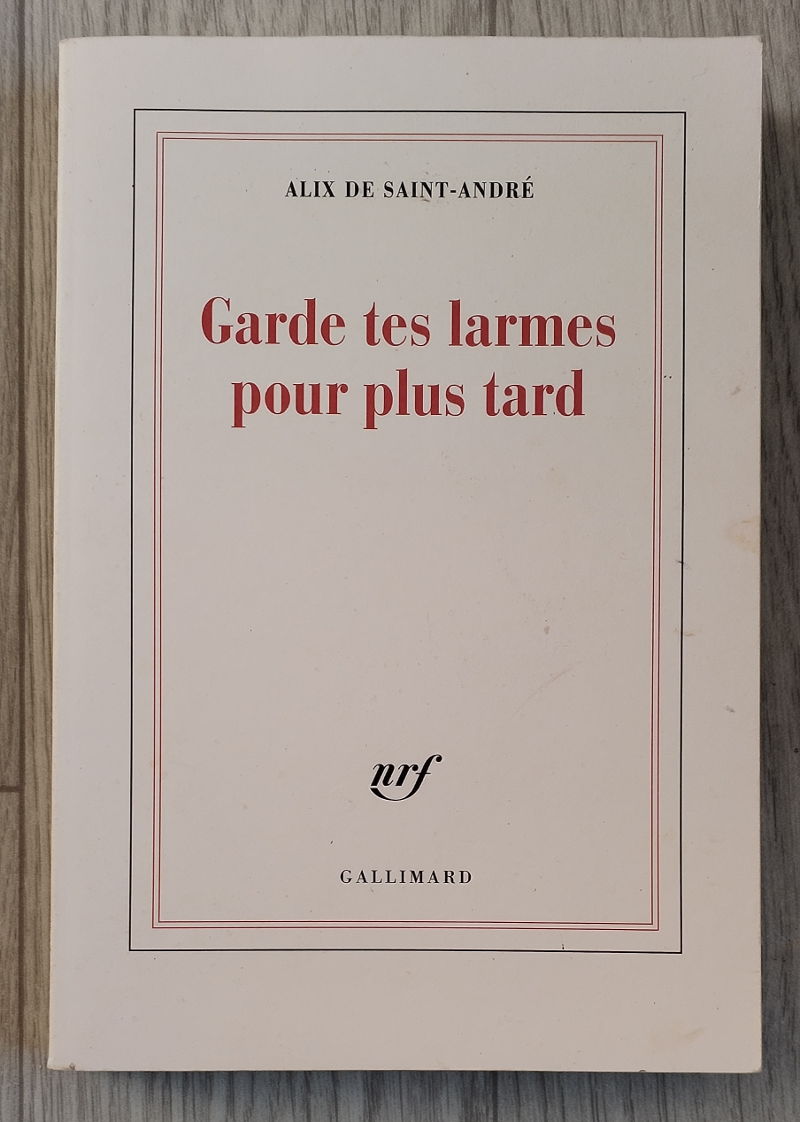 ALIX DE SAINT-ANDRÉ
Garde tes larmes
pour plus tard
nrf
GALLIMARD